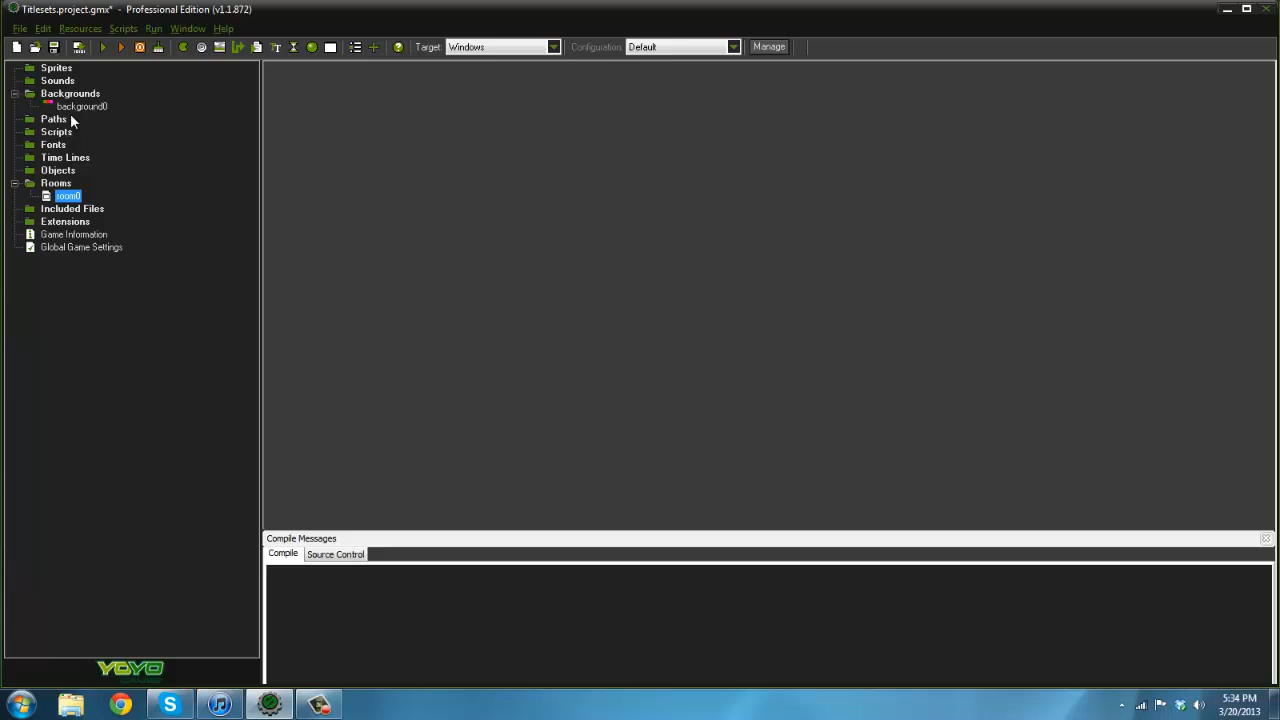 Titlesets.project.gmx* - Professional Edition (v1.1.872)
File Edit Resources Scripts Run Window Help
Target: Windows Configuration: Default Manage
Sprites
Sounds
Backgrounds
background0
Paths
Scripts
Fonts
Time Lines
Objects
Rooms
room0
Included Files
Extensions
Game Information
Global Game Settings
Compile Messages
Compile Source Control
YOYO
5:34 PM
3/20/2013